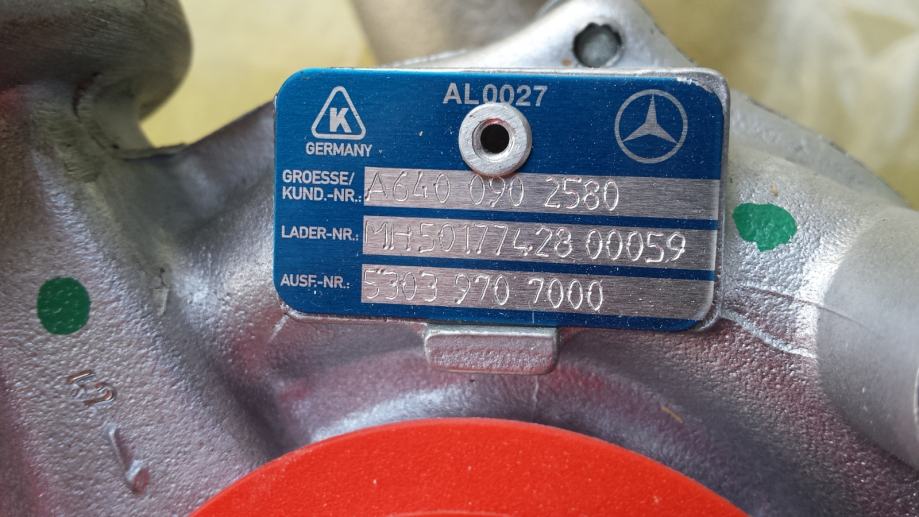 AL0027
K
GERMANY
GROESSE/
KUND.-NR.: A640 090 2580
LADER-NR.: MH50177428 00059
AUSF.-NR.: 5303 970 7000